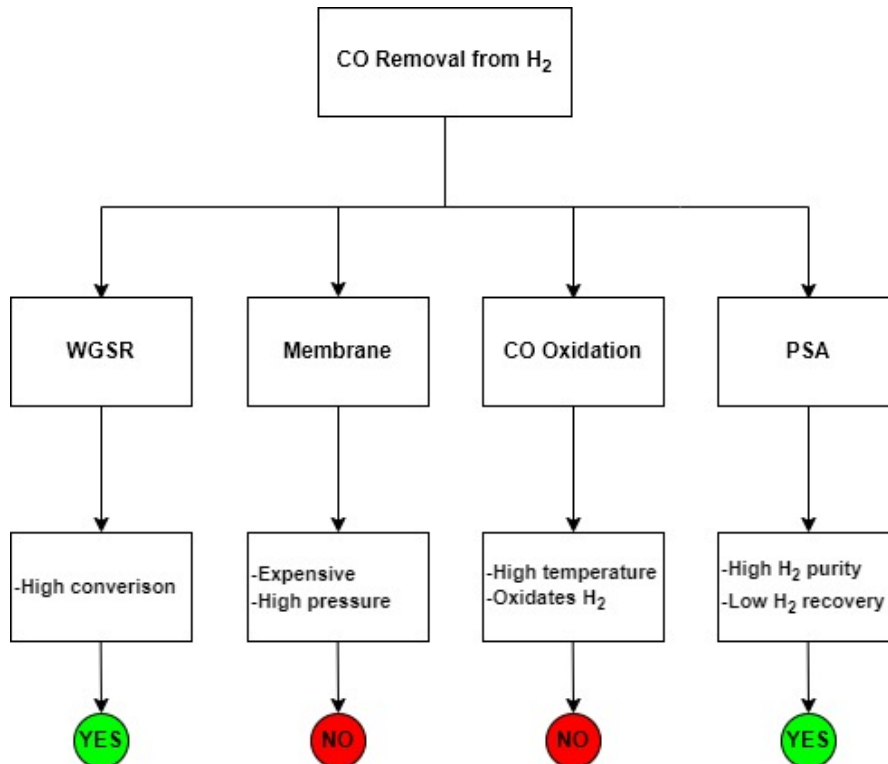 CO Removal from H₂
WGSR
Membrane
CO Oxidation
PSA
-High converison
-Expensive
-High pressure
-High temperature
-Oxidates H₂
-High H₂ purity
-Low H₂ recovery
YES
NO
NO
YES